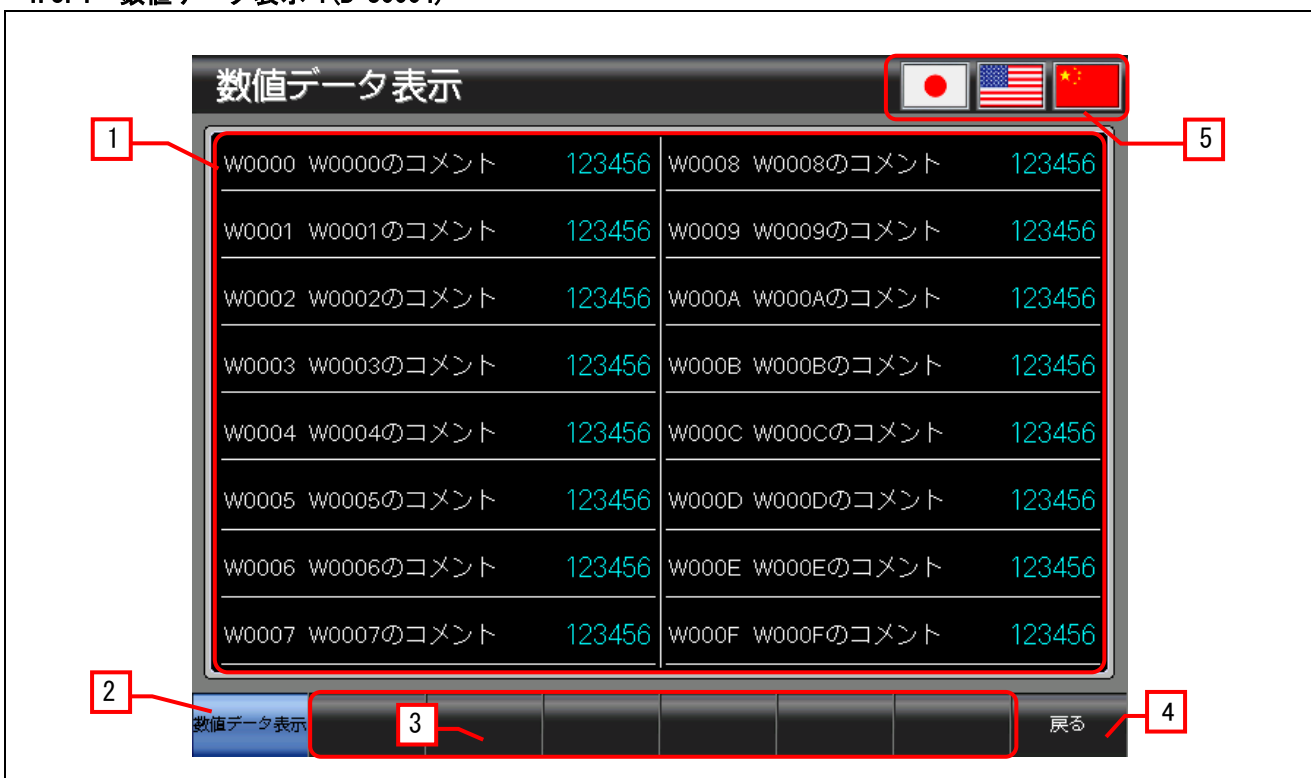 数値データ表示
1
5
W0000 W0000のコメント 123456 W0008 W0008のコメント 123456
W0001 W0001のコメント 123456 W0009 W0009のコメント 123456
W0002 W0002のコメント 123456 W000A W000Aのコメント 123456
W0003 W0003のコメント 123456 W000B W000Bのコメント 123456
W0004 W0004のコメント 123456 W000C W000Cのコメント 123456
W0005 W0005のコメント 123456 W000D W000Dのコメント 123456
W0006 W0006のコメント 123456 W000E W000Eのコメント 123456
W0007 W0007のコメント 123456 W000F W000Fのコメント 123456
2
数値データ表示
3
戻る
4